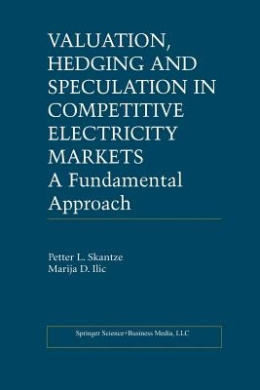 VALUATION,
HEDGING AND
SPECULATION IN
COMPETITIVE
ELECTRICITY
MARKETS
A Fundamental
Approach
Petter L. Skantze
Marija D. Ilic
Springer Science+Business Media, LLC